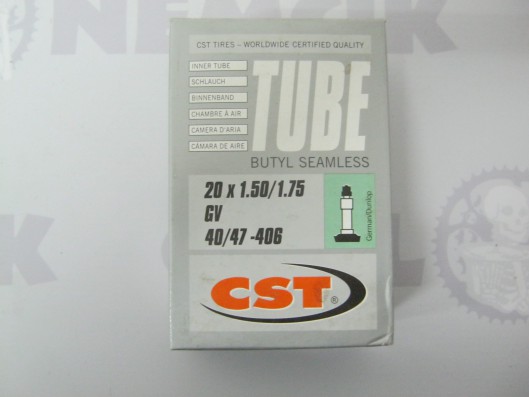 CST TIRES – WORLDWIDE CERTIFIED QUALITY
INNER TUBE
SCHLAUCH
BINNENBAND
CHAMBRE À AIR
CAMERA D'ARIA
CÁMARA DE AIRE
TUBE
BUTYL SEAMLESS
20 x 1.50/1.75
GV
40/47 -406
German/Dunlop
CST®